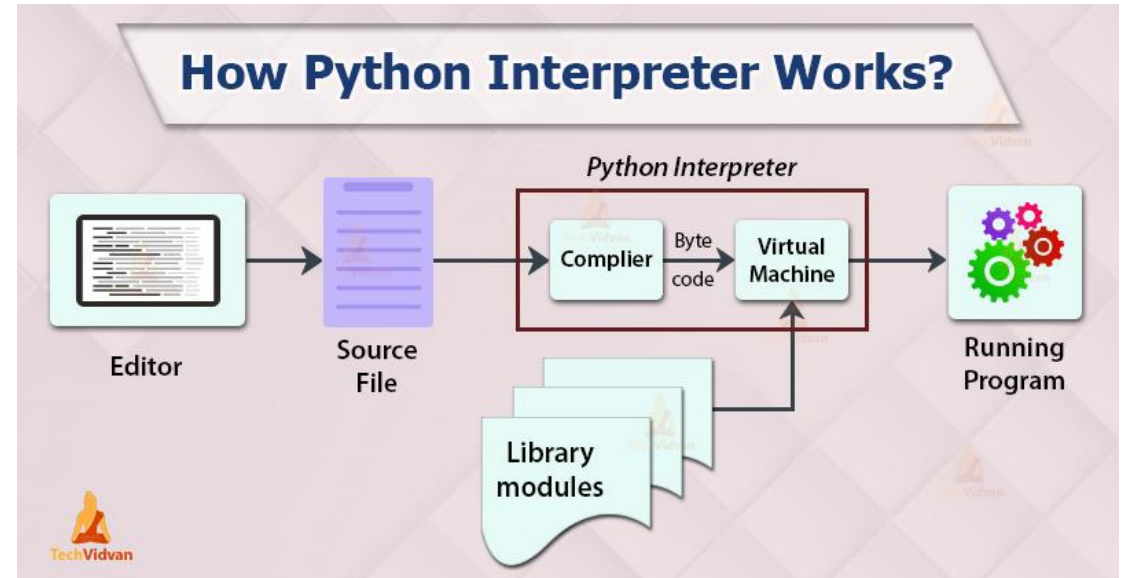 How Python Interpreter Works?
Python Interpreter
Complier
Byte
code
Virtual
Machine
Editor
Source
File
Running
Program
Library
modules
TechVidvan